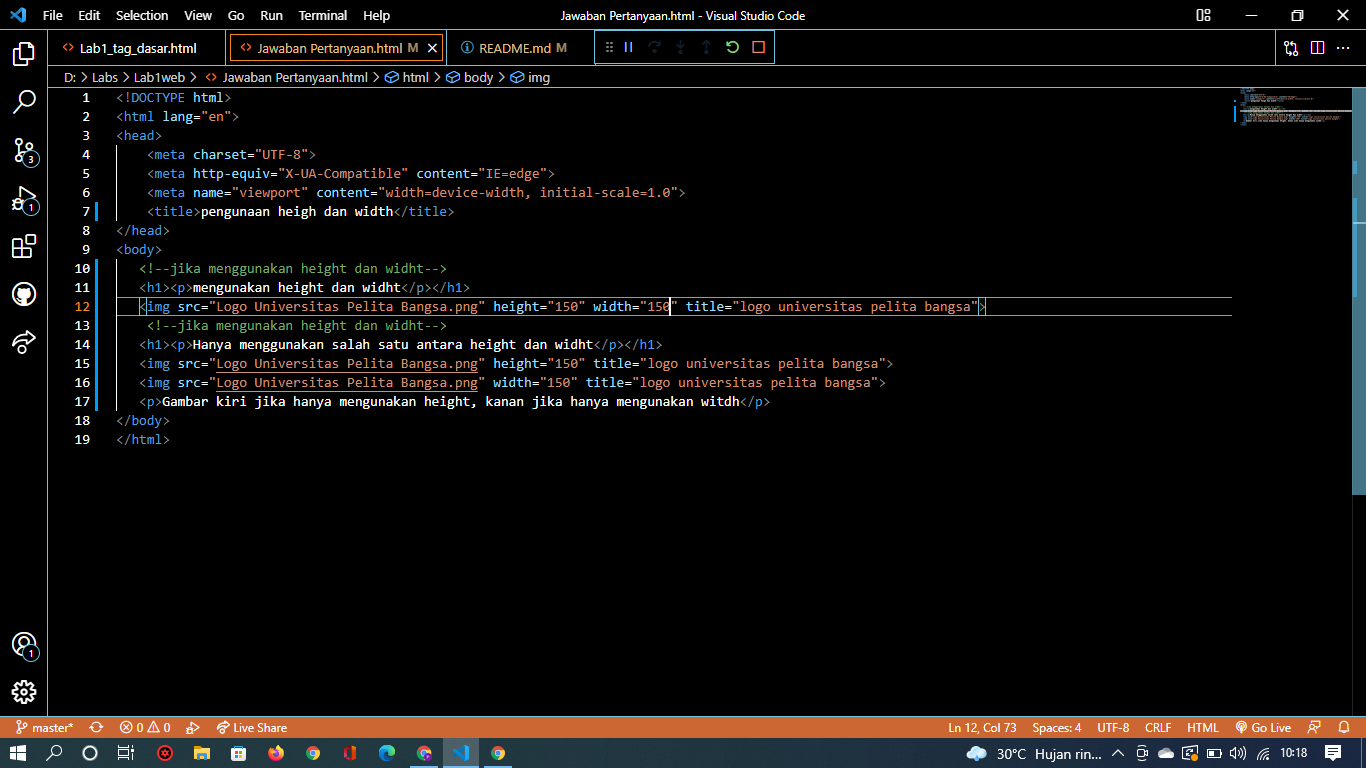 File Edit Selection View Go Run Terminal Help Jawaban Pertanyaan.html - Visual Studio Code
Lab1_tag_dasar.html Jawaban Pertanyaan.html M README.md M
D: > Labs > Lab1web > Jawaban Pertanyaan.html > html > body > img
1 <!DOCTYPE html>
2 <html lang="en">
3 <head>
4 <meta charset="UTF-8">
5 <meta http-equiv="X-UA-Compatible" content="IE=edge">
6 <meta name="viewport" content="width=device-width, initial-scale=1.0">
7 <title>pengunaan heigh dan width</title>
8 </head>
9 <body>
10 <!--jika menggunakan height dan widht-->
11 <h1><p>mengunakan height dan widht</p></h1>
12 <img src="Logo Universitas Pelita Bangsa.png" height="150" width="150" title="logo universitas pelita bangsa">
13 <!--jika mengunakan height dan widht-->
14 <h1><p>Hanya menggunakan salah satu antara height dan widht</p></h1>
15 <img src="Logo Universitas Pelita Bangsa.png" height="150" title="logo universitas pelita bangsa">
16 <img src="Logo Universitas Pelita Bangsa.png" width="150" title="logo universitas pelita bangsa">
17 <p>Gambar kiri jika hanya mengunakan height, kanan jika hanya mengunakan witdh</p>
18 </body>
19 </html>
3
1
1
master* 0 0 Live Share Ln 12, Col 73 Spaces: 4 UTF-8 CRLF HTML Go Live
30°C Hujan rin... 10:18